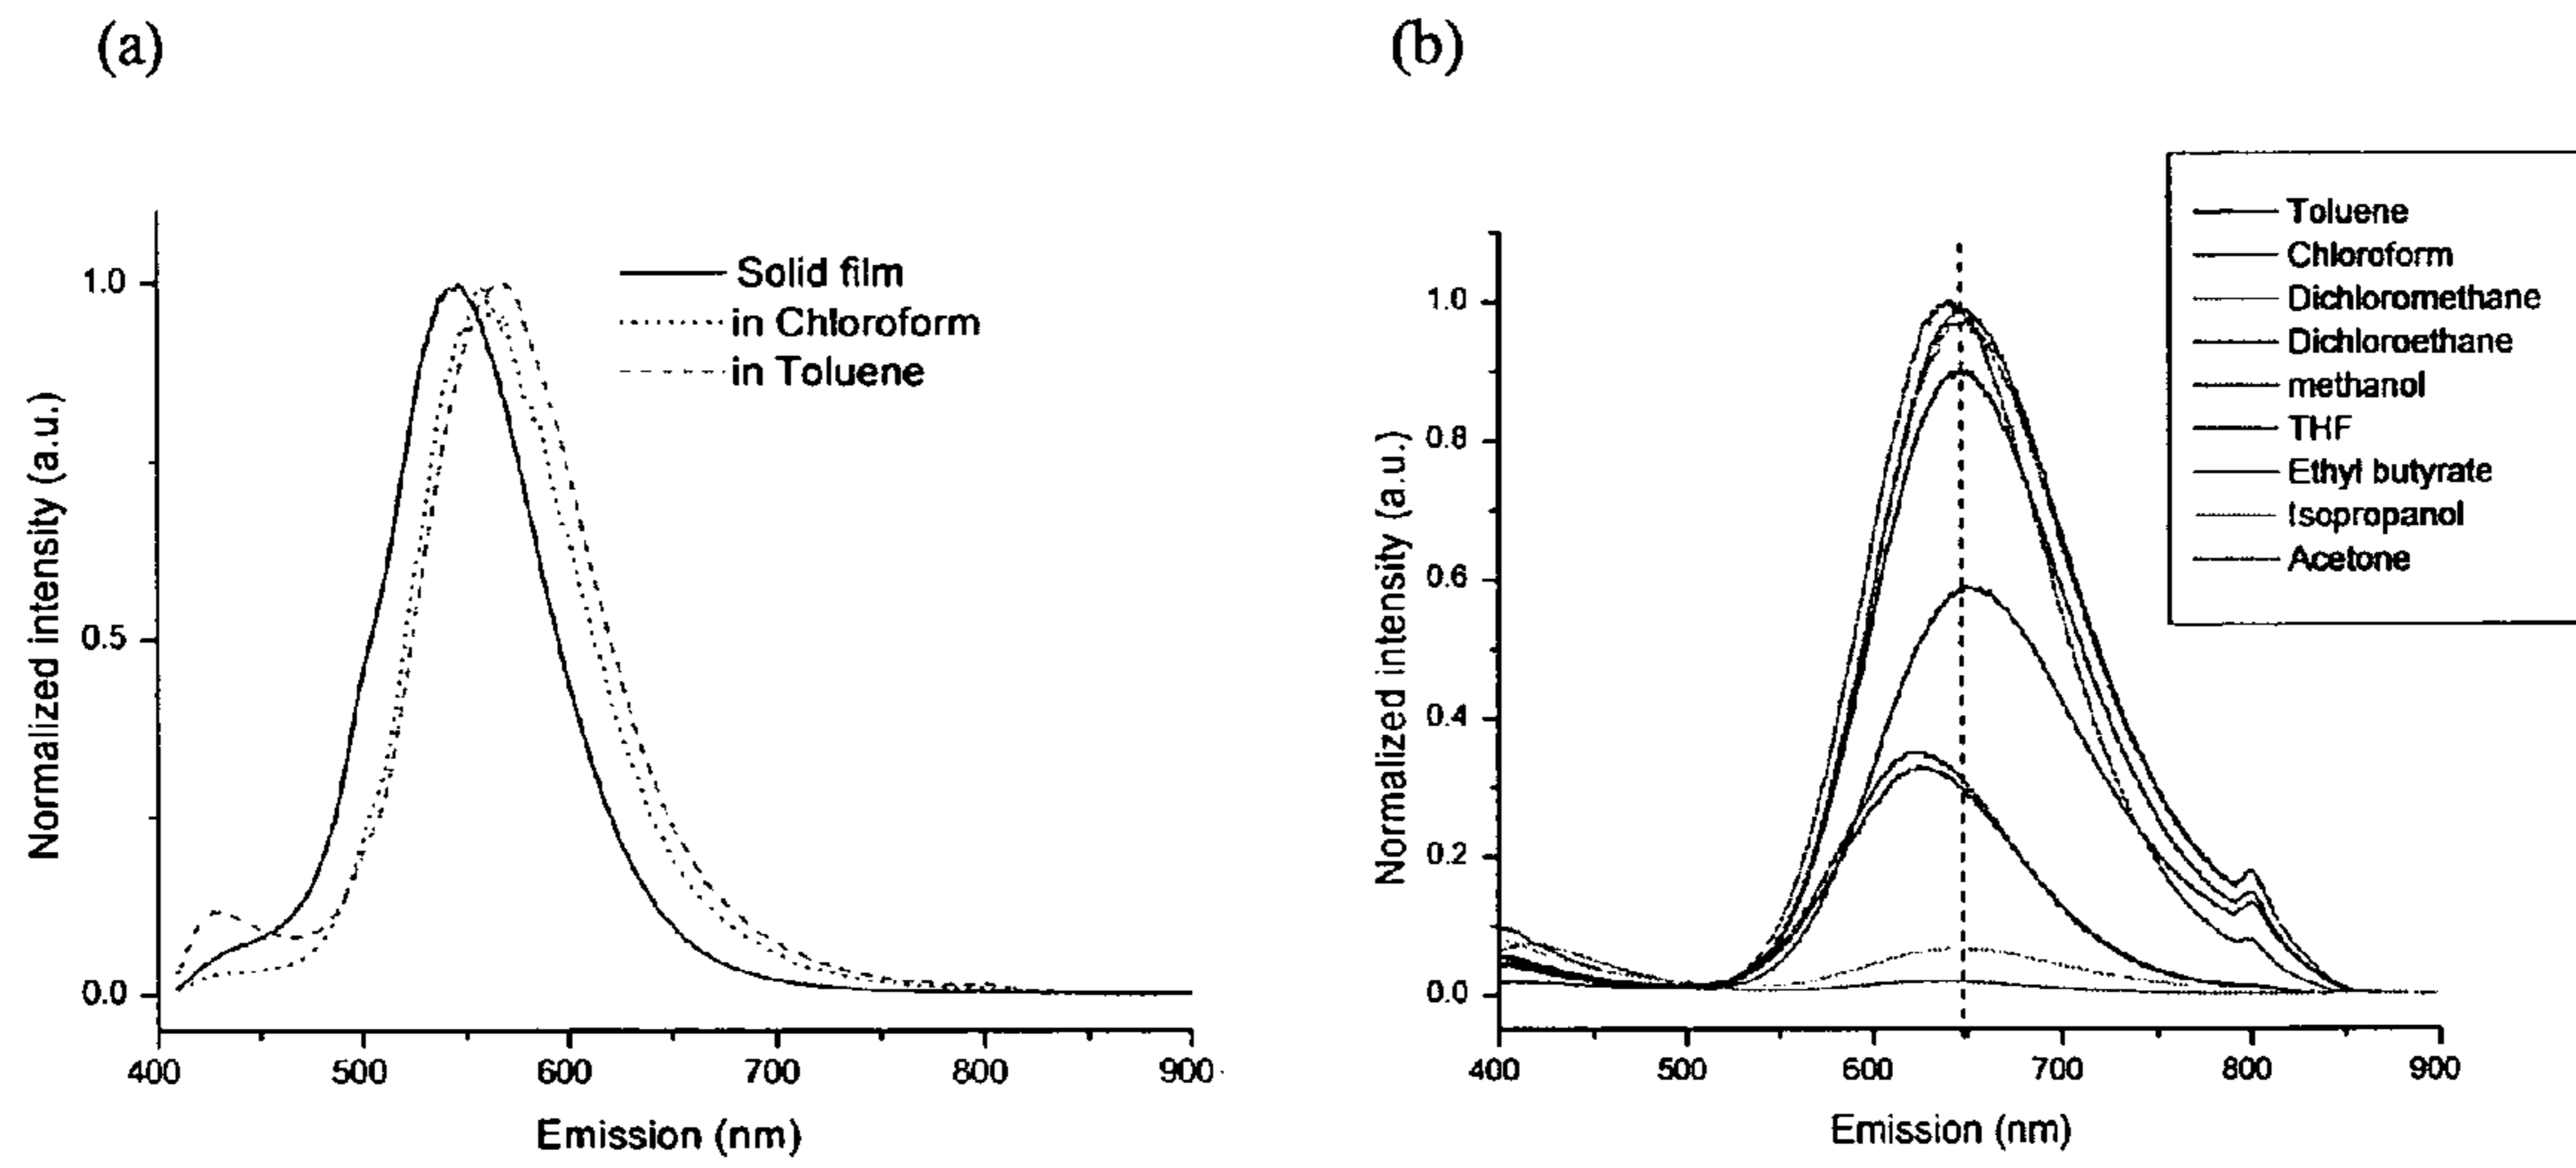 (a)
Normalized intensity (a.u.)
1.0
0.5
0.0
Solid film
in Chloroform
in Toluene
400 500 600 700 800 900
Emission (nm)
(b)
Normalized intensity (a.u.)
1.0
0.8
0.6
0.4
0.2
0.0
Toluene
Chloroform
Dichloromethane
Dichloroethane
methanol
THF
Ethyl butyrate
Isopropanol
Acetone
400 500 600 700 800 900
Emission (nm)